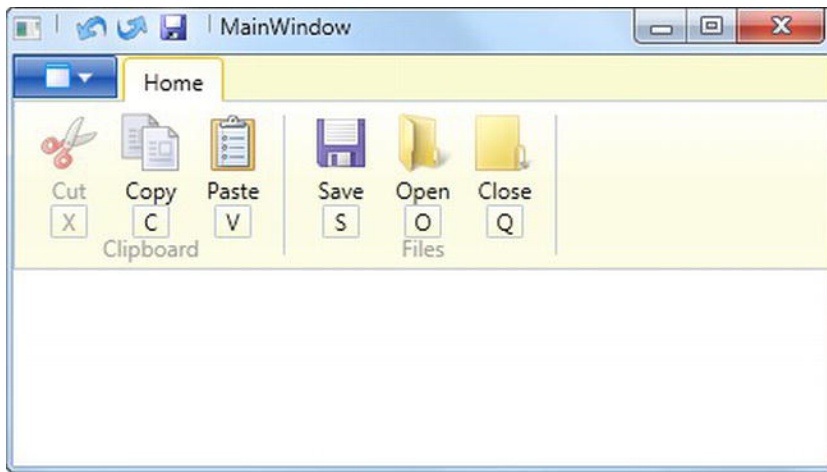 MainWindow
Home
Cut Copy Paste Save Open Close
X C V S O Q
Clipboard Files